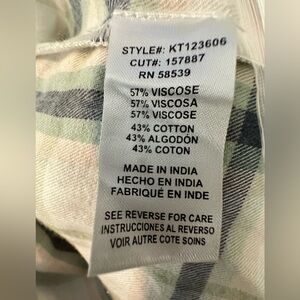 STYLE#: KT123606
CUT#: 157887
RN 58539
57% VISCOSE
57% VISCOSA
57% VISCOSE
43% COTTON
43% ALGODÓN
43% COTON
MADE IN INDIA
HECHO EN INDIA
FABRIQUÉ EN INDE
SEE REVERSE FOR CARE
INSTRUCCIONES AL REVERSO
VOIR AUTRE COTE SOINS